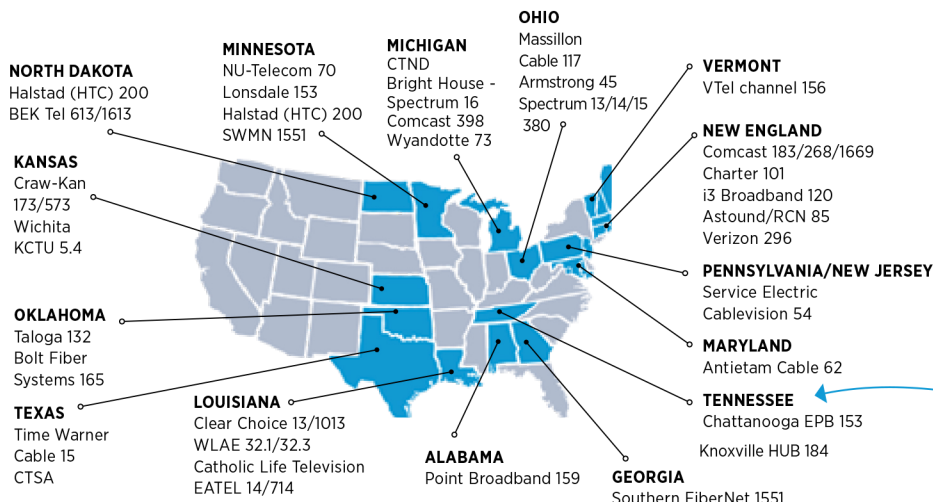 NORTH DAKOTA
Halstad (HTC) 200
BEK Tel 613/1613
MINNESOTA
NU-Telecom 70
Lonsdale 153
Halstad (HTC) 200
SWMN 1551
MICHIGAN
CTND
Bright House -
Spectrum 16
Comcast 398
Wyandotte 73
OHIO
Massillon
Cable 117
Armstrong 45
Spectrum 13/14/15
380
VERMONT
VTel channel 156
NEW ENGLAND
Comcast 183/268/1669
Charter 101
i3 Broadband 120
Astound/RCN 85
Verizon 296
KANSAS
Craw-Kan
173/573
Wichita
KCTU 5.4
PENNSYLVANIA/NEW JERSEY
Service Electric
Cablevision 54
OKLAHOMA
Taloga 132
Bolt Fiber
Systems 165
MARYLAND
Antietam Cable 62
TEXAS
Time Warner
Cable 15
CTSA
LOUISIANA
Clear Choice 13/1013
WLAE 32.1/32.3
Catholic Life Television
EATEL 14/714
TENNESSEE
Chattanooga EPB 153
Knoxville HUB 184
ALABAMA
Point Broadband 159
GEORGIA
Southern FiberNet 1551